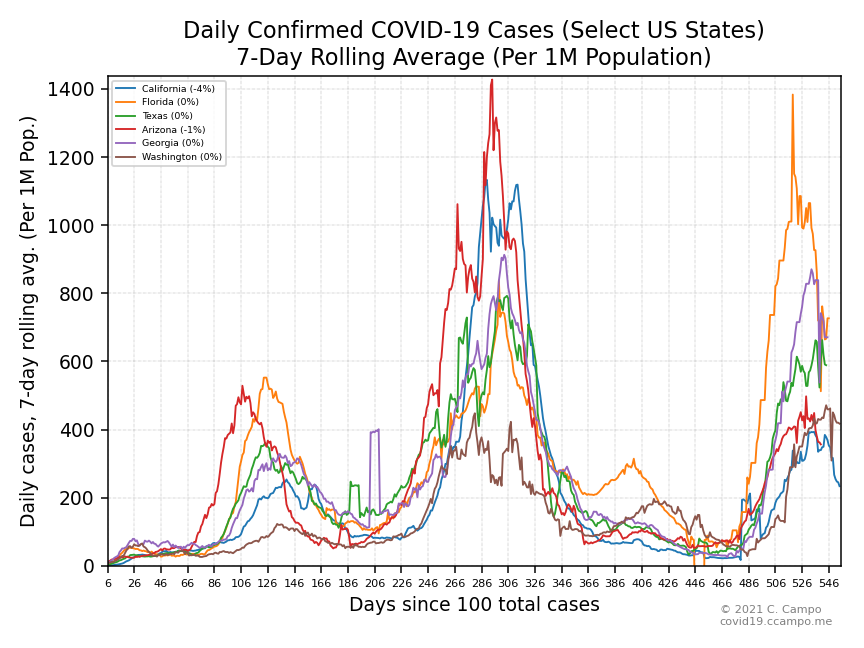 Daily Confirmed COVID-19 Cases (Select US States)
7-Day Rolling Average (Per 1M Population)
Daily cases, 7-day rolling avg. (Per 1M Pop.)
1400
1200
1000
800
600
400
200
0
California (-4%)
Florida (0%)
Texas (0%)
Arizona (-1%)
Georgia (0%)
Washington (0%)
6 26 46 66 86 106 126 146 166 186 206 226 246 266 286 306 326 346 366 386 406 426 446 466 486 506 526 546
Days since 100 total cases
© 2021 C. Campo
covid19.ccampo.me